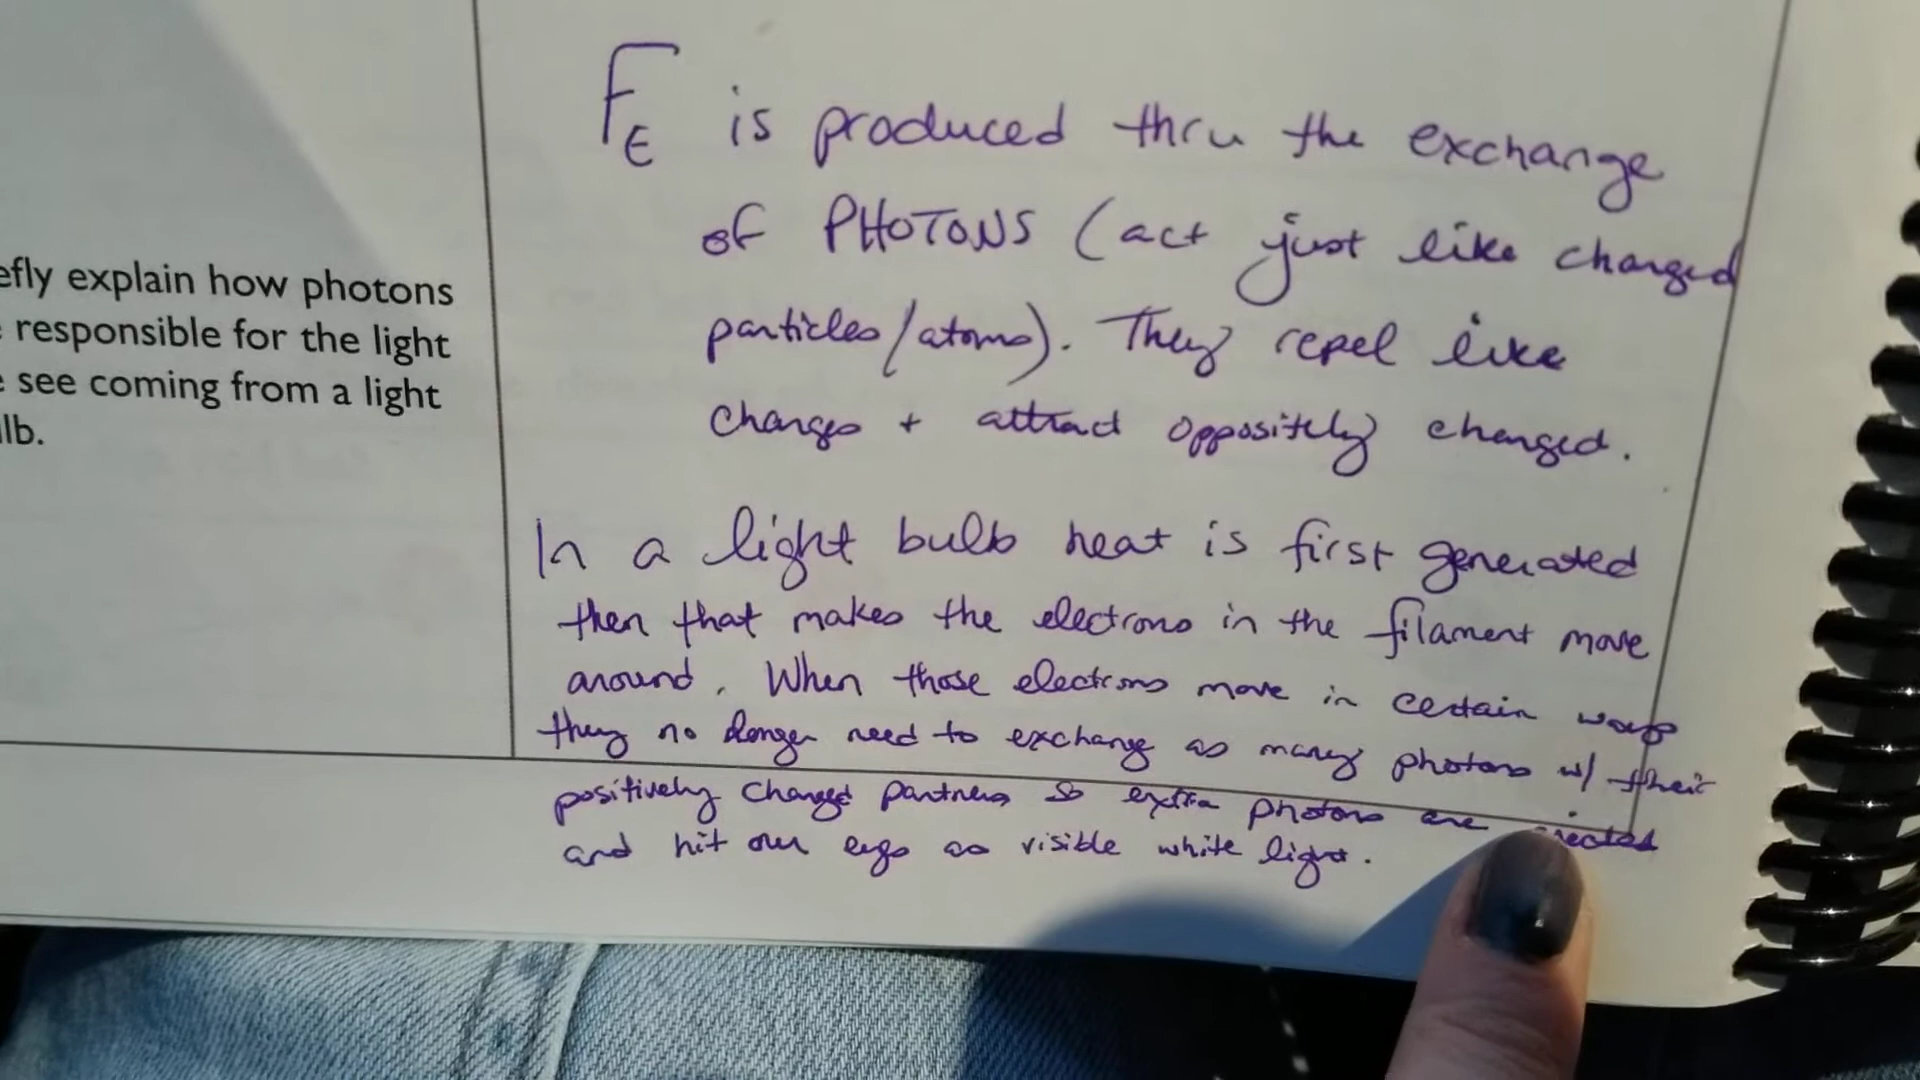 efly explain how photons
responsible for the light
see coming from a light
lb.
FE is produced thru the exchange
of PHOTONS (act just like charged
particles/atoms). They repel like
charges + attract oppositely charged.
In a light bulb heat is first generated
then that makes the electrons in the filament move
around. When those electrons move in certain ways
they no longer need to exchange as many photons w/ their
positively charged partners so extra photons are
and hit our eyes as visible white light.